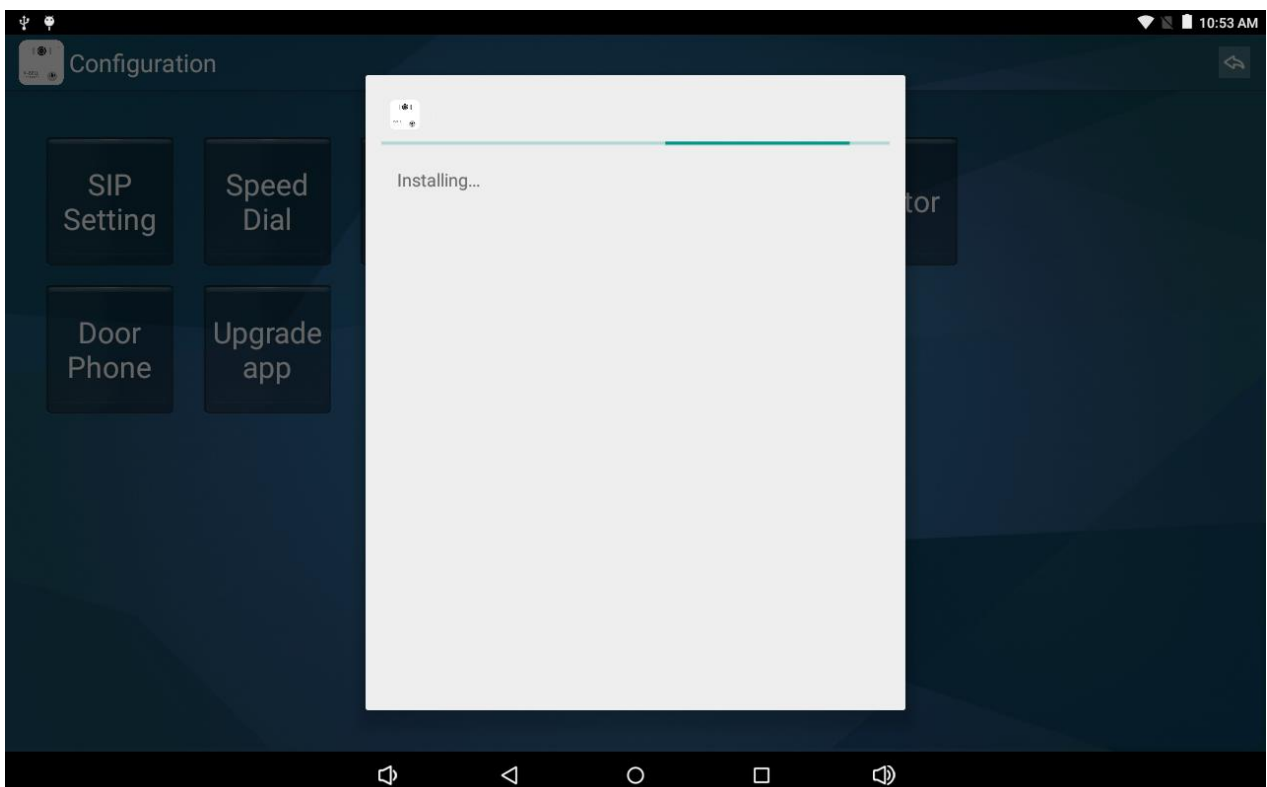 10:53 AM
Configuration
Installing...
SIP
Setting
Speed
Dial
tor
Door
Phone
Upgrade
app